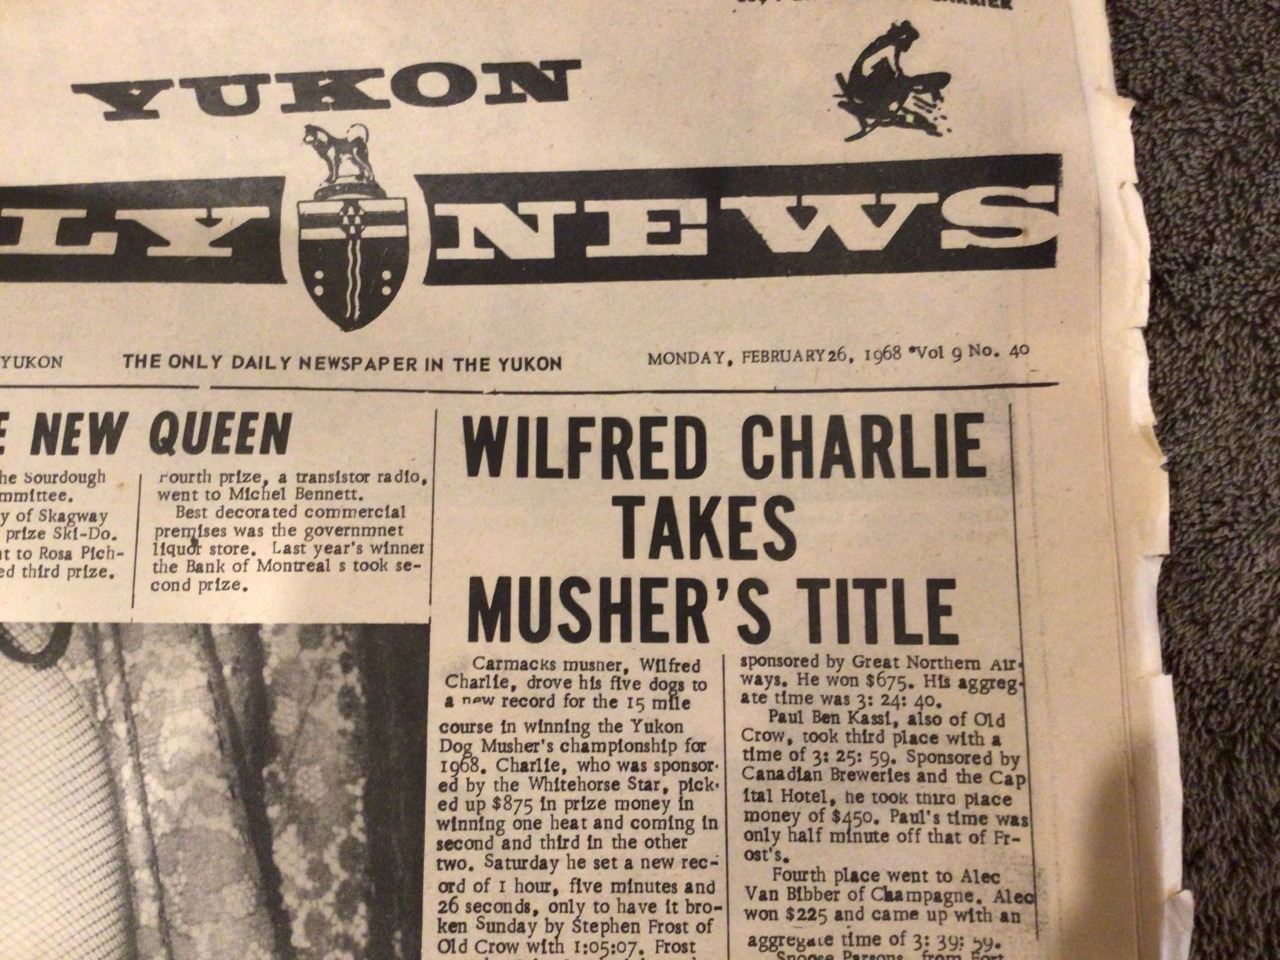 YUKON
LY NEWS
YUKON THE ONLY DAILY NEWSPAPER IN THE YUKON MONDAY, FEBRUARY 26, 1968 *Vol 9 No. 40
E NEW QUEEN
he Sourdough
mmittee.
y of Skagway
prize Ski-Do.
nt to Rosa Pich-
ed third prize.
Fourth prize, a transistor radio,
went to Michel Bennett.
Best decorated commercial
premises was the governmnet
liquor store. Last year's winner
the Bank of Montreal s took se-
cond prize.
WILFRED CHARLIE
TAKES
MUSHER'S TITLE
Carmacks musher, Wilfred
Charlie, drove his five dogs to
a new record for the 15 mile
course in winning the Yukon
Dog Musher's championship for
1968. Charlie, who was sponsor-
ed by the Whitehorse Star, pick-
ed up $875 in prize money in
winning one heat and coming in
second and third in the other
two. Saturday he set a new rec-
ord of 1 hour, five minutes and
26 seconds, only to have it bro-
ken Sunday by Stephen Frost of
Old Crow with 1:05:07. Frost
sponsored by Great Northern Air-
ways. He won $675. His aggreg-
ate time was 3: 24: 40.
Paul Ben Kassi, also of Old
Crow, took third place with a
time of 3: 25: 59. Sponsored by
Canadian Breweries and the Cap
ital Hotel, he took third place
money of $450. Paul's time was
only half minute off that of Fr-
ost's.
Fourth place went to Alec
Van Bibber of Champagne. Alec
won $225 and came up with an
aggregate time of 3: 39: 59.